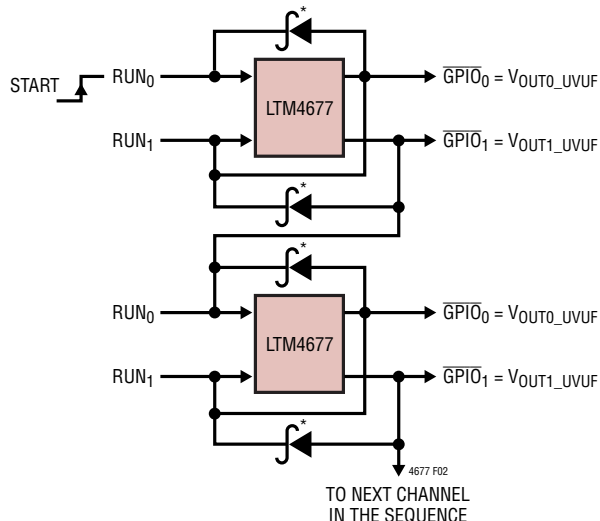 *
START
RUN0
GPIO0 = VOUT0_UVUF
LTM4677
RUN1
GPIO1 = VOUT1_UVUF
*
*
RUN0
GPIO0 = VOUT0_UVUF
LTM4677
RUN1
GPIO1 = VOUT1_UVUF
*
4677 F02
TO NEXT CHANNEL
IN THE SEQUENCE